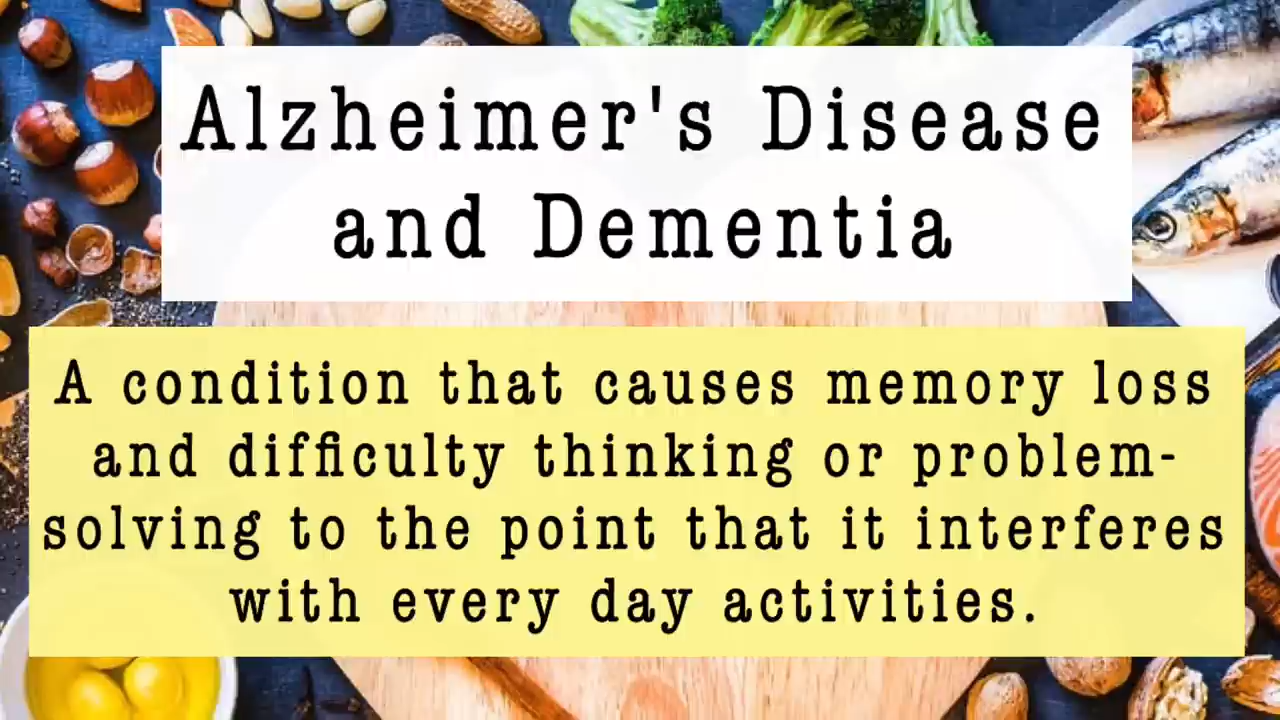 Alzheimer's Disease
and Dementia
A condition that causes memory loss
and difficulty thinking or problem-
solving to the point that it interferes
with every day activities.